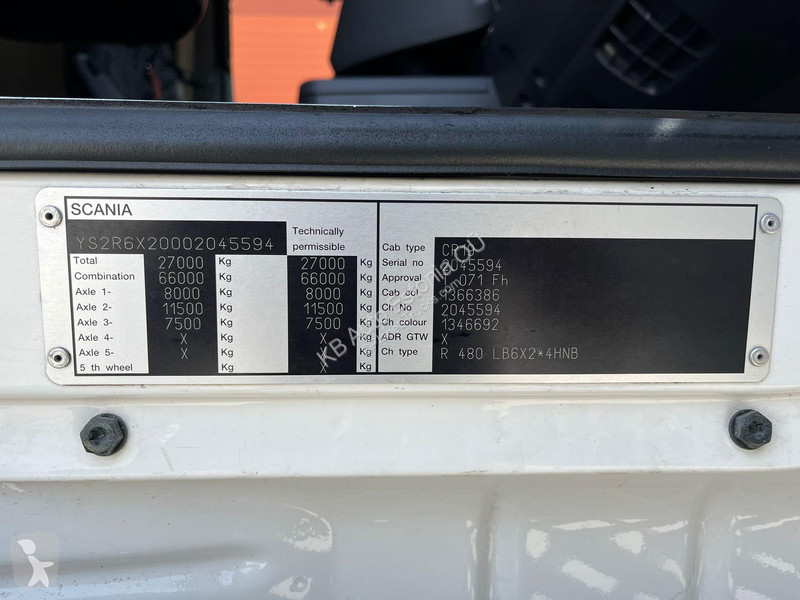 SCANIA
YS2R6X20002045594
Technically permissible
Total 27000 Kg 27000 Kg
Combination 66000 Kg 66000 Kg
Axle 1- 8000 Kg 8000 Kg
Axle 2- 11500 Kg 11500 Kg
Axle 3- 7500 Kg 7500 Kg
Axle 4- X Kg X Kg
Axle 5- X Kg X Kg
5 th wheel Kg X Kg
Cab type
Serial no 2045594
Approval 071 Fh
Cab col 1366386
Ch No 2045594
Ch colour 1346692
ADR GTW X
Ch type R 480 LB6X2*4HNB